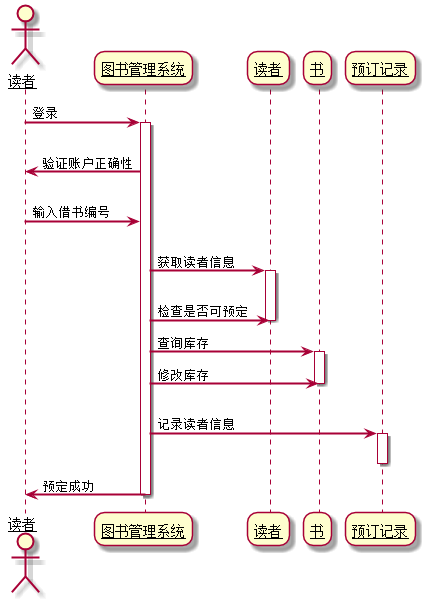 读者
图书管理系统
读者
书
预订记录
登录
验证账户正确性
输入借书编号
获取读者信息
检查是否可预定
查询库存
修改库存
记录读者信息
预定成功
读者
图书管理系统
读者
书
预订记录